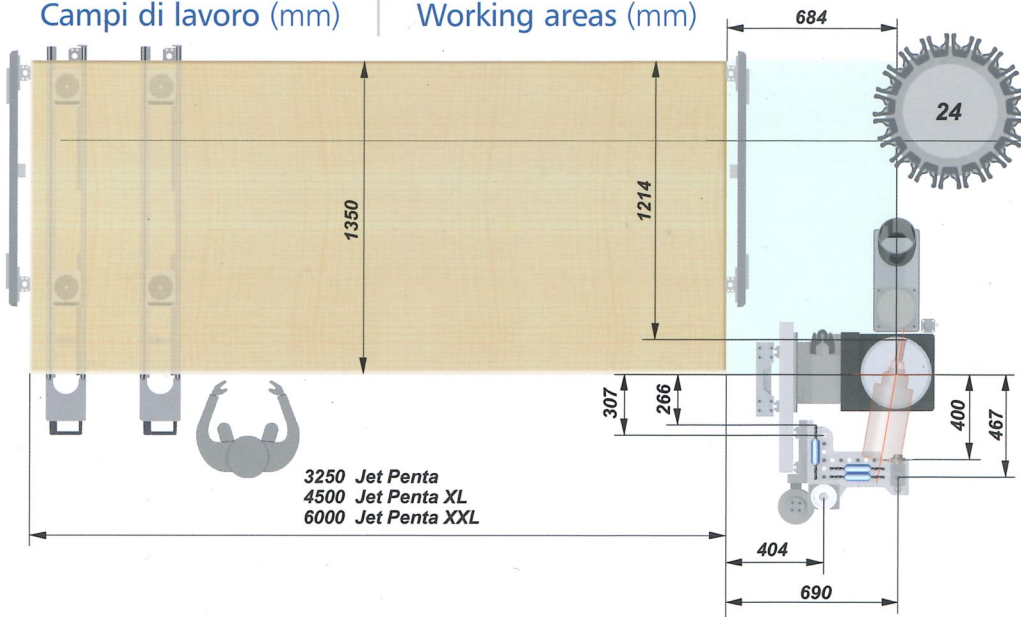 Campi di lavoro (mm)
Working areas (mm)
684
24
1350
1214
307
266
400
467
3250 Jet Penta
4500 Jet Penta XL
6000 Jet Penta XXL
404
690